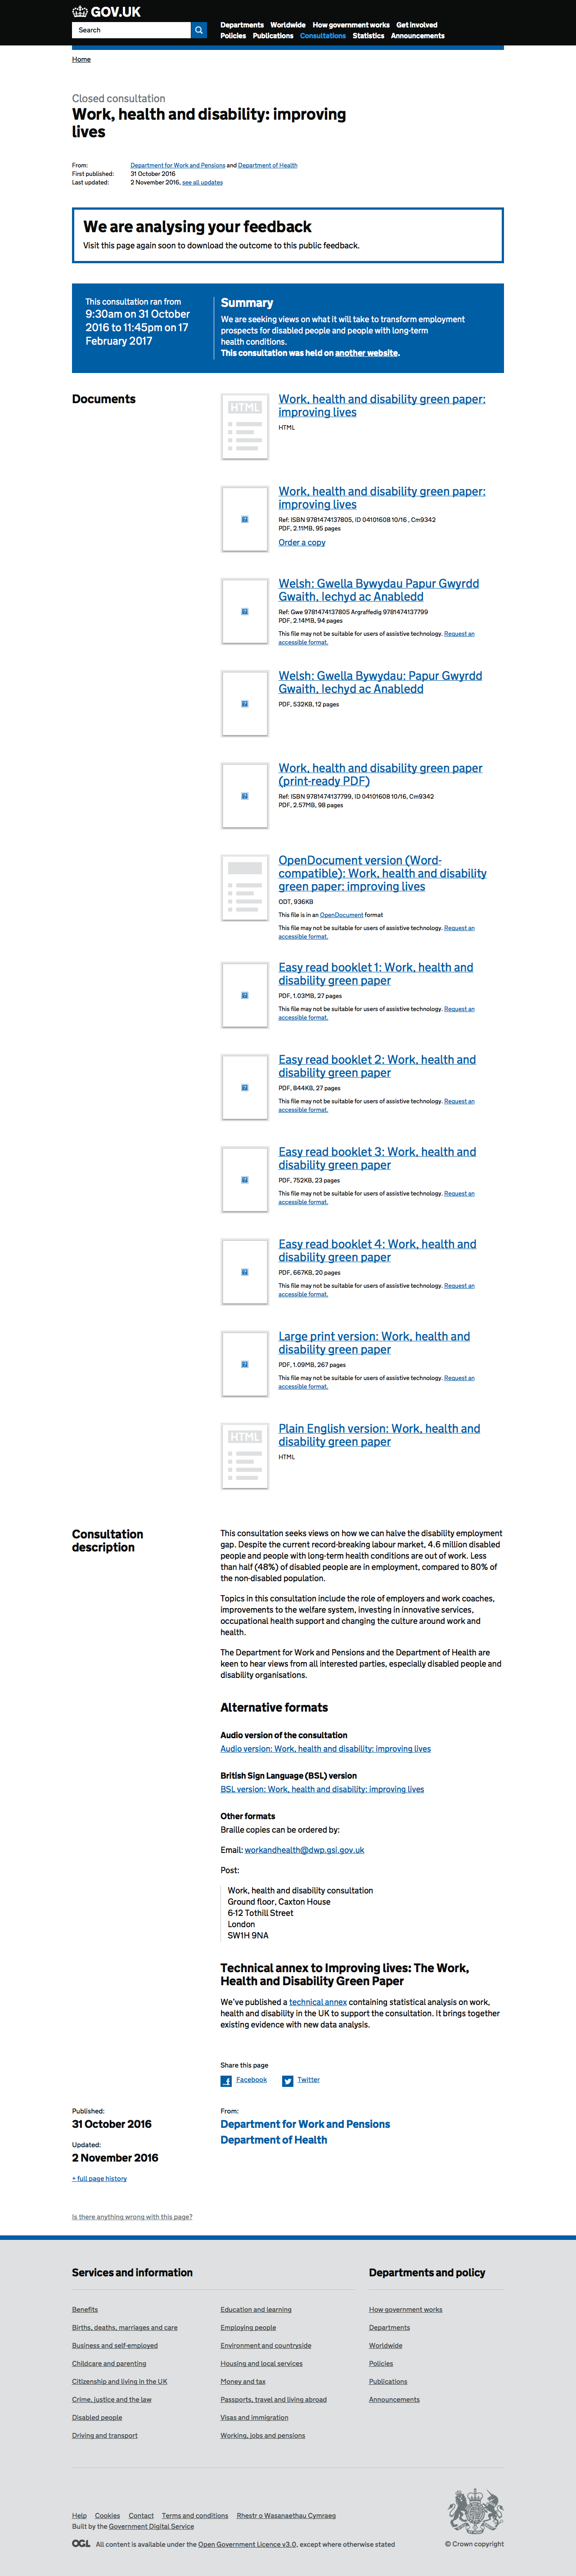 GOV.UK
Search
Departments Worldwide How government works Get involved
Policies Publications Consultations Statistics Announcements
Home
Closed consultation
Work, health and disability: improving
lives
From: Department for Work and Pensions and Department of Health
First published: 31 October 2016
Last updated: 2 November 2016, see all updates
We are analysing your feedback
Visit this page again soon to download the outcome to this public feedback.
This consultation ran from
9:30am on 31 October
2016 to 11:45pm on 17
February 2017
Summary
We are seeking views on what it will take to transform employment
prospects for disabled people and people with long-term
health conditions.
This consultation was held on another website.
Documents
HTML
Work, health and disability green paper:
improving lives
HTML
Work, health and disability green paper:
improving lives
Ref: ISBN 9781474137805, ID 04101608 10/16 , Cm9342
PDF, 2.11MB, 95 pages
Order a copy
Welsh: Gwella Bywydau Papur Gwyrdd
Gwaith, Iechyd ac Anabledd
Ref: Gwe 9781474137805 Argraffedig 9781474137799
PDF, 2.14MB, 94 pages
This file may not be suitable for users of assistive technology. Request an
accessible format.
Welsh: Gwella Bywydau: Papur Gwyrdd
Gwaith, Iechyd ac Anabledd
PDF, 532KB, 12 pages
Work, health and disability green paper
(print-ready PDF)
Ref: ISBN 9781474137799, ID 04101608 10/16, Cm9342
PDF, 2.57MB, 98 pages
OpenDocument version (Word-
compatible): Work, health and disability
green paper: improving lives
ODT, 936KB
This file is in an OpenDocument format
This file may not be suitable for users of assistive technology. Request an
accessible format.
Easy read booklet 1: Work, health and
disability green paper
PDF, 1.03MB, 27 pages
This file may not be suitable for users of assistive technology. Request an
accessible format.
Easy read booklet 2: Work, health and
disability green paper
PDF, 844KB, 27 pages
This file may not be suitable for users of assistive technology. Request an
accessible format.
Easy read booklet 3: Work, health and
disability green paper
PDF, 752KB, 23 pages
This file may not be suitable for users of assistive technology. Request an
accessible format.
Easy read booklet 4: Work, health and
disability green paper
PDF, 667KB, 20 pages
This file may not be suitable for users of assistive technology. Request an
accessible format.
Large print version: Work, health and
disability green paper
PDF, 1.09MB, 267 pages
This file may not be suitable for users of assistive technology. Request an
accessible format.
HTML
Plain English version: Work, health and
disability green paper
HTML
Consultation
description
This consultation seeks views on how we can halve the disability employment
gap. Despite the current record-breaking labour market, 4.6 million disabled
people and people with long-term health conditions are out of work. Less
than half (48%) of disabled people are in employment, compared to 80% of
the non-disabled population.
Topics in this consultation include the role of employers and work coaches,
improvements to the welfare system, investing in innovative services,
occupational health support and changing the culture around work and
health.
The Department for Work and Pensions and the Department of Health are
keen to hear views from all interested parties, especially disabled people and
disability organisations.
Alternative formats
Audio version of the consultation
Audio version: Work, health and disability: improving lives
British Sign Language (BSL) version
BSL version: Work, health and disability: improving lives
Other formats
Braille copies can be ordered by:
Email: workandhealth@dwp.gsi.gov.uk
Post:
Work, health and disability consultation
Ground floor, Caxton House
6-12 Tothill Street
London
SW1H 9NA
Technical annex to Improving lives: The Work,
Health and Disability Green Paper
We've published a technical annex containing statistical analysis on work,
health and disability in the UK to support the consultation. It brings together
existing evidence with new data analysis.
Share this page
Facebook Twitter
Published:
31 October 2016
Updated:
2 November 2016
+ full page history
From:
Department for Work and Pensions
Department of Health
Is there anything wrong with this page?
Services and information
Benefits
Births, deaths, marriages and care
Business and self-employed
Childcare and parenting
Citizenship and living in the UK
Crime, justice and the law
Disabled people
Driving and transport
Education and learning
Employing people
Environment and countryside
Housing and local services
Money and tax
Passports, travel and living abroad
Visas and immigration
Working, jobs and pensions
Departments and policy
How government works
Departments
Worldwide
Policies
Publications
Announcements
Help Cookies Contact Terms and conditions Rhestr o Wasanaethau Cymraeg
Built by the Government Digital Service
OGL All content is available under the Open Government Licence v3.0, except where otherwise stated
© Crown copyright